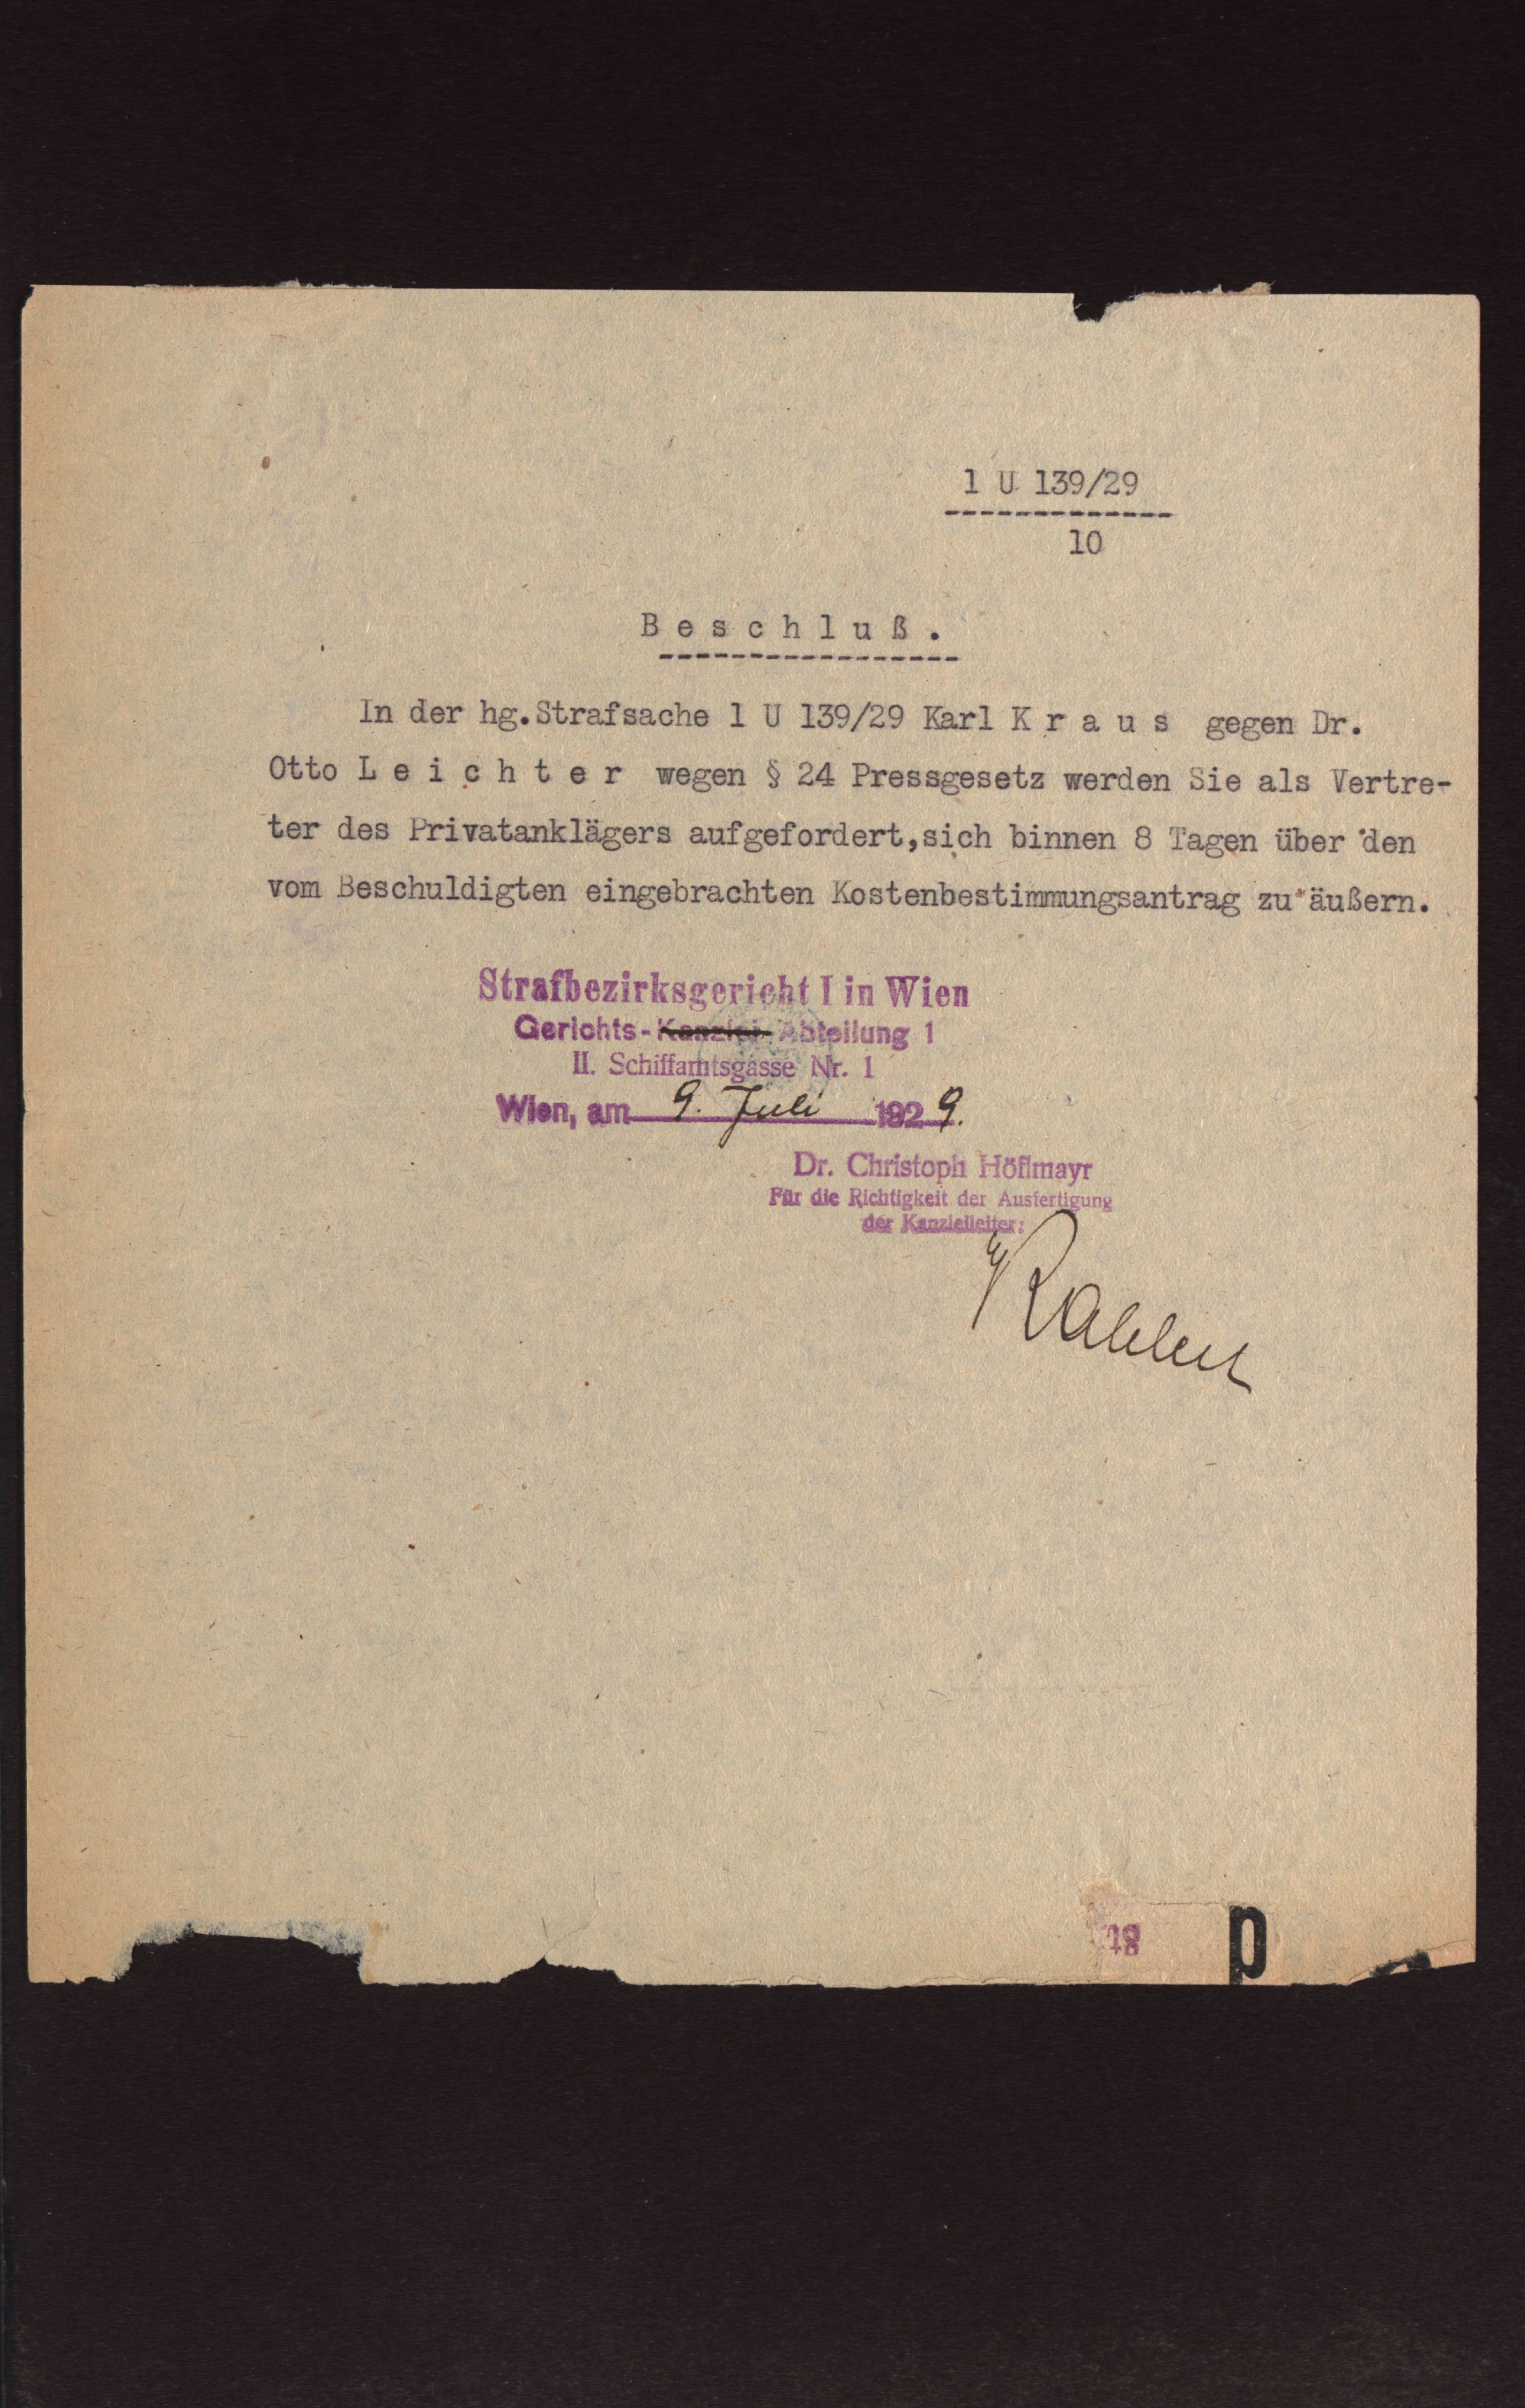 1 U 139/29
10
Beschluß.
In der hg.Strafsache 1 U 139/29 Karl Kraus gegen Dr.
Otto Leichter wegen § 24 Pressgesetz werden Sie als Vertre-
ter des Privatanklägers aufgefordert,sich binnen 8 Tagen über den
vom Beschuldigten eingebrachten Kostenbestimmungsantrag zu äußern.
Strafbezirksgericht I in Wien
Gerichts-Kanzlei-Abteilung 1
II. Schiffamtsgasse Nr. 1
Wien, am 9. Juli 1929.
Dr. Christoph Höflmayr
Für die Richtigkeit der Ausfertigung
der Kanzleileiter: